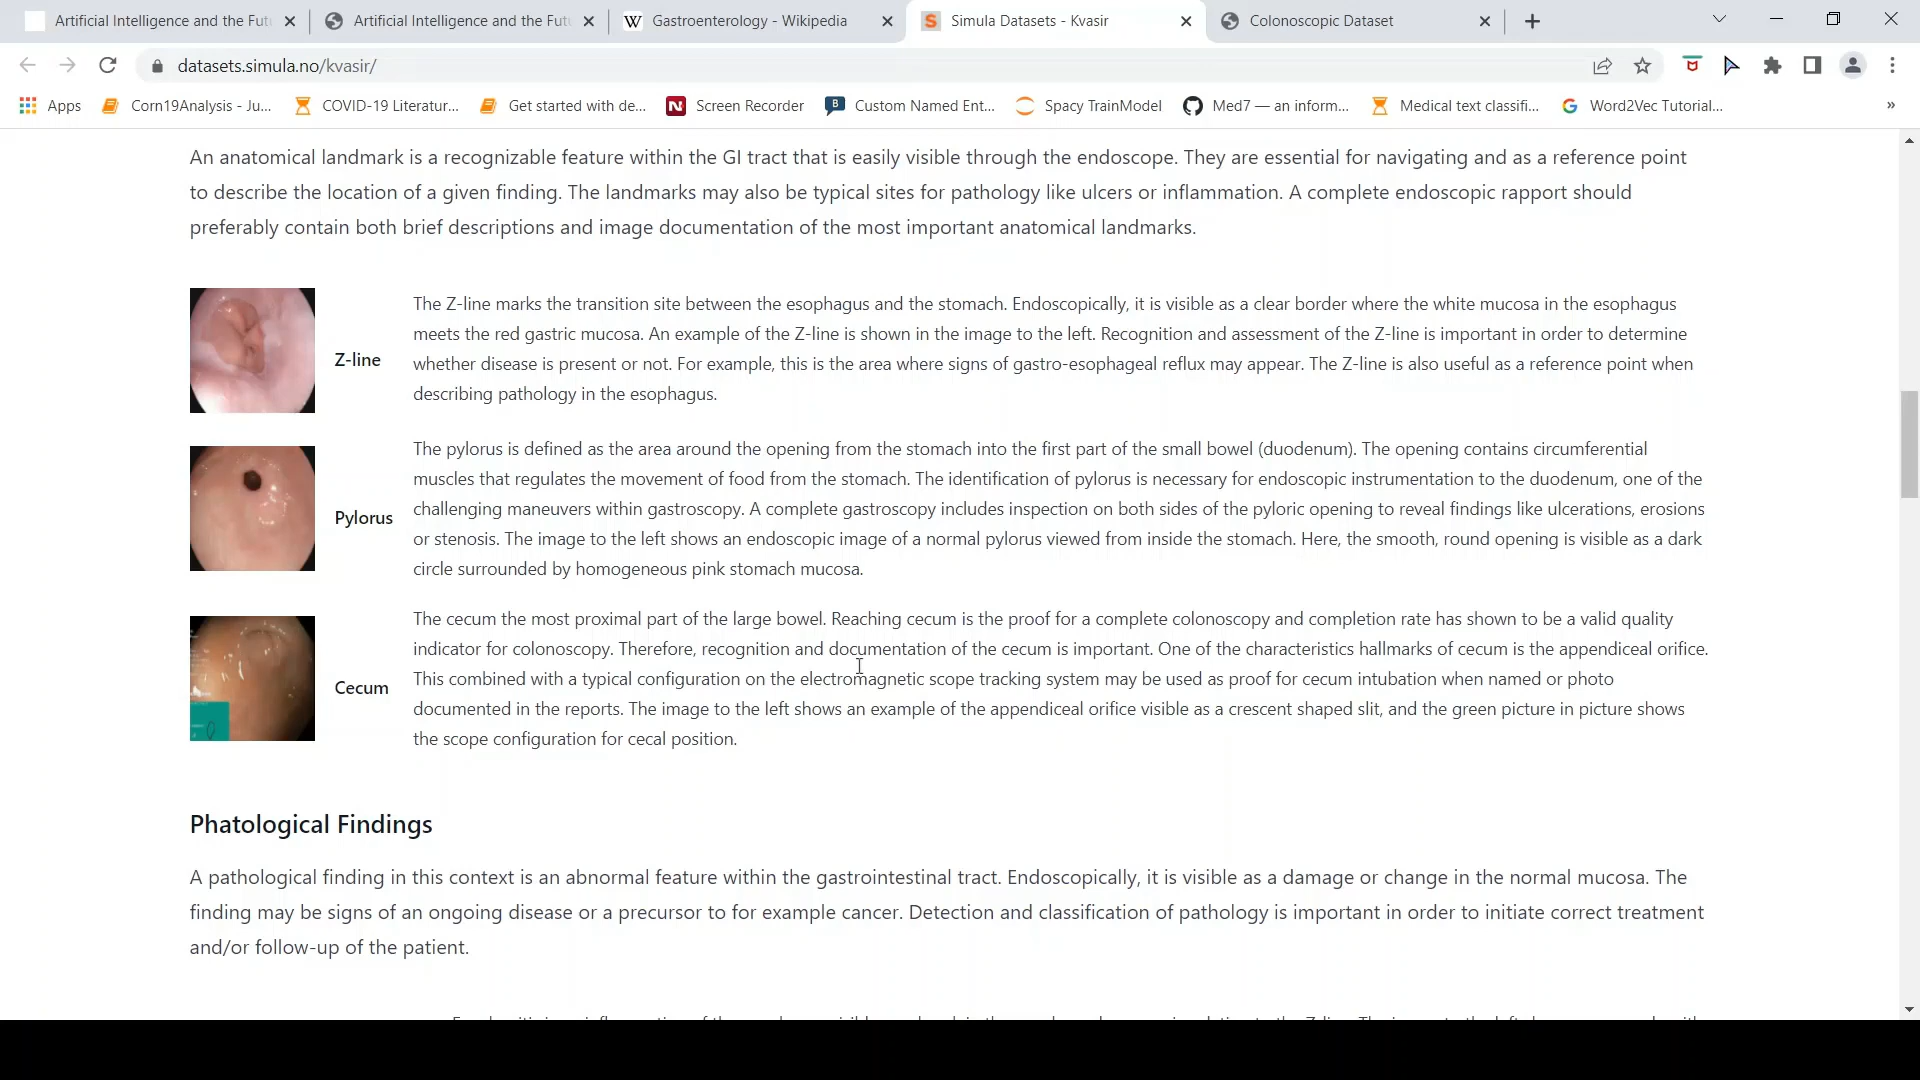 Artificial Intelligence and the Fut
Artificial Intelligence and the Fut
Gastroenterology - Wikipedia
Simula Datasets - Kvasir
Colonoscopic Dataset
datasets.simula.no/kvasir/
Apps
Corn19Analysis - Ju...
COVID-19 Literatur...
Get started with de...
Screen Recorder
Custom Named Ent...
Spacy TrainModel
Med7 — an inform...
Medical text classifi...
Word2Vec Tutorial...
»
An anatomical landmark is a recognizable feature within the GI tract that is easily visible through the endoscope. They are essential for navigating and as a reference point
to describe the location of a given finding. The landmarks may also be typical sites for pathology like ulcers or inflammation. A complete endoscopic rapport should
preferably contain both brief descriptions and image documentation of the most important anatomical landmarks.
Z-line
The Z-line marks the transition site between the esophagus and the stomach. Endoscopically, it is visible as a clear border where the white mucosa in the esophagus
meets the red gastric mucosa. An example of the Z-line is shown in the image to the left. Recognition and assessment of the Z-line is important in order to determine
whether disease is present or not. For example, this is the area where signs of gastro-esophageal reflux may appear. The Z-line is also useful as a reference point when
describing pathology in the esophagus.
Pylorus
The pylorus is defined as the area around the opening from the stomach into the first part of the small bowel (duodenum). The opening contains circumferential
muscles that regulates the movement of food from the stomach. The identification of pylorus is necessary for endoscopic instrumentation to the duodenum, one of the
challenging maneuvers within gastroscopy. A complete gastroscopy includes inspection on both sides of the pyloric opening to reveal findings like ulcerations, erosions
or stenosis. The image to the left shows an endoscopic image of a normal pylorus viewed from inside the stomach. Here, the smooth, round opening is visible as a dark
circle surrounded by homogeneous pink stomach mucosa.
Cecum
The cecum the most proximal part of the large bowel. Reaching cecum is the proof for a complete colonoscopy and completion rate has shown to be a valid quality
indicator for colonoscopy. Therefore, recognition and documentation of the cecum is important. One of the characteristics hallmarks of cecum is the appendiceal orifice.
This combined with a typical configuration on the electromagnetic scope tracking system may be used as proof for cecum intubation when named or photo
documented in the reports. The image to the left shows an example of the appendiceal orifice visible as a crescent shaped slit, and the green picture in picture shows
the scope configuration for cecal position.
Phatological Findings
A pathological finding in this context is an abnormal feature within the gastrointestinal tract. Endoscopically, it is visible as a damage or change in the normal mucosa. The
finding may be signs of an ongoing disease or a precursor to for example cancer. Detection and classification of pathology is important in order to initiate correct treatment
and/or follow-up of the patient.